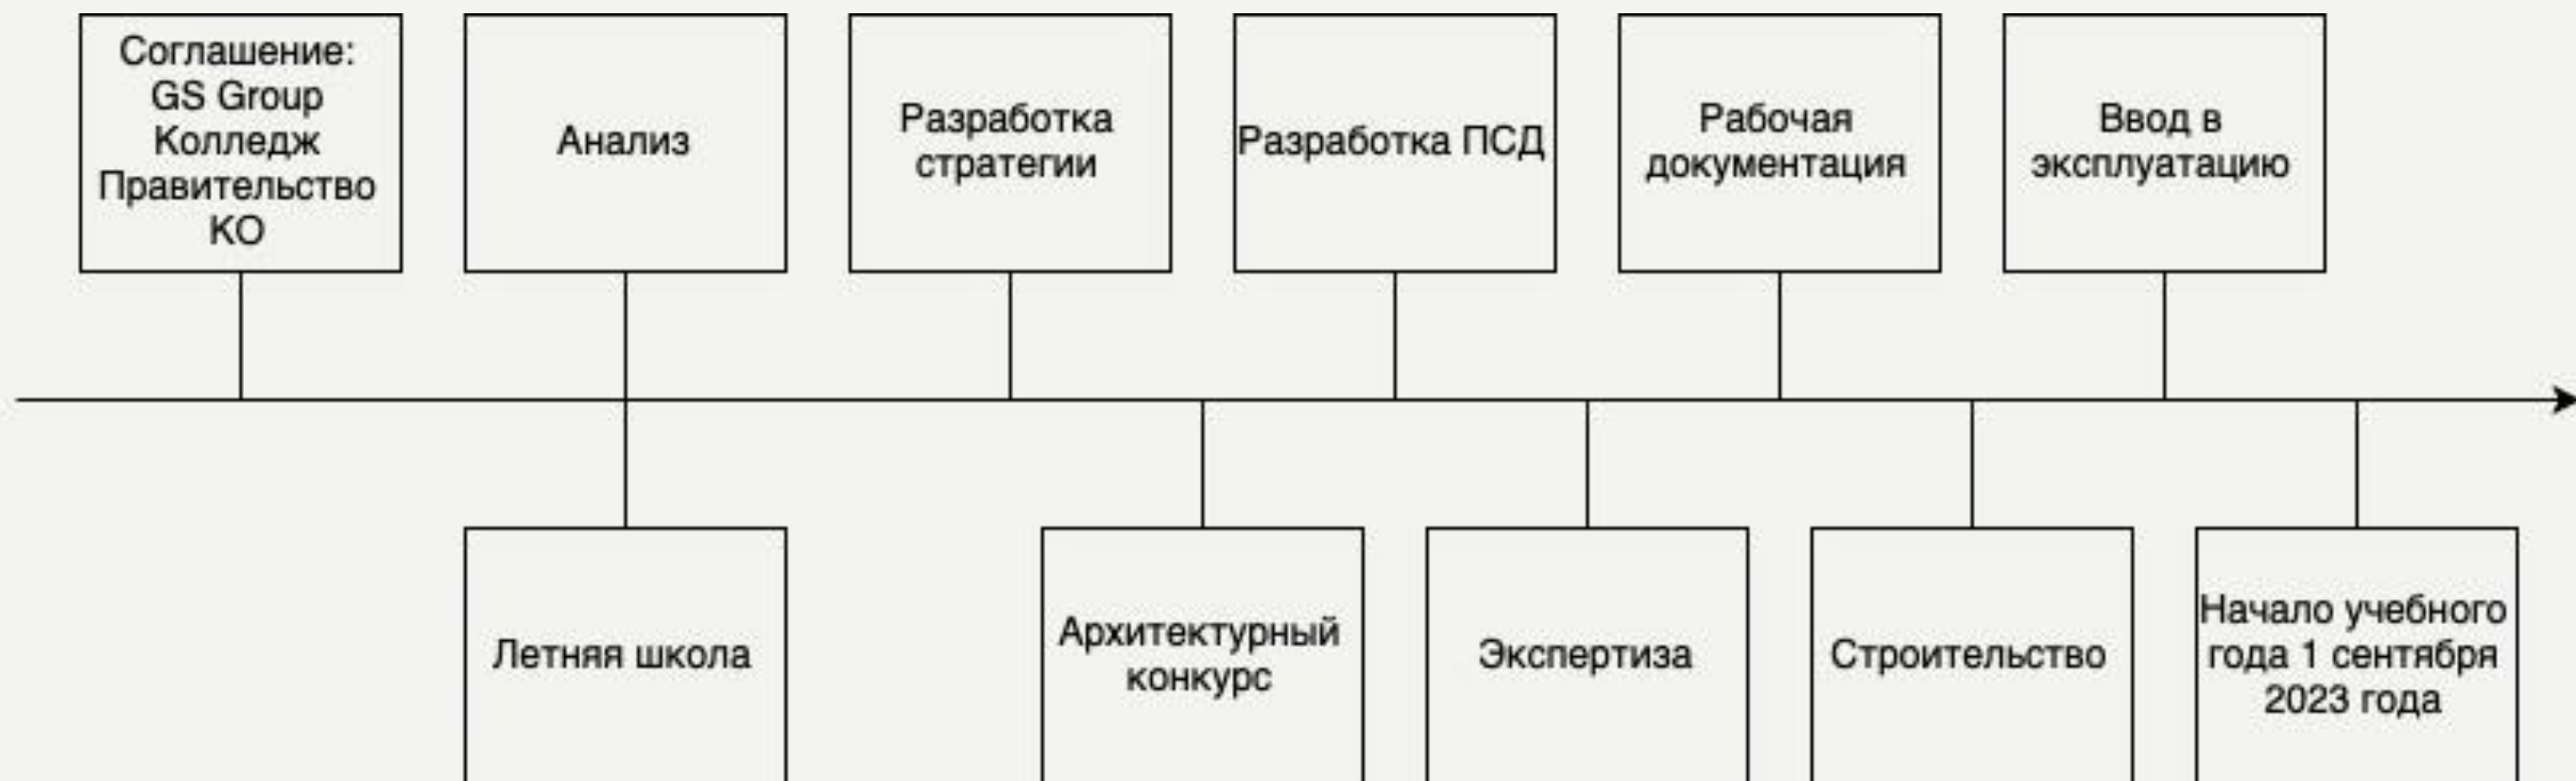 Соглашение:
GS Group
Колледж
Правительство
КО
Анализ
Разработка
стратегии
Разработка ПСД
Рабочая
документация
Ввод в
эксплуатацию
Летняя школа
Архитектурный
конкурс
Экспертиза
Строительство
Начало учебного
года 1 сентября
2023 года